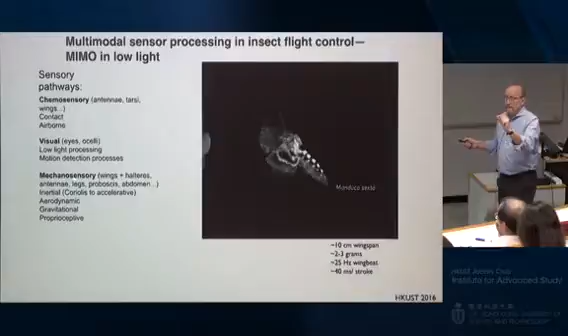 Multimodal sensor processing in insect flight control—
MIMO in low light
Sensory
pathways:
Chemosensory (antennae, tarsi,
wings...)
Contact
Airborne
Visual (eyes, ocelli)
Low light processing
Motion detection processes
Mechanosensory (wings + halteres,
antennae, legs, proboscis, abdomen...)
Inertial (Coriolis to accelerative)
Aerodynamic
Gravitational
Proprioceptive
Manduca sexta
~10 cm wingspan
~2-3 grams
~25 Hz wingbeat
~40 ms/ stroke
HKUST 2016
HKUST Jockey Club
Institute for Advanced Study